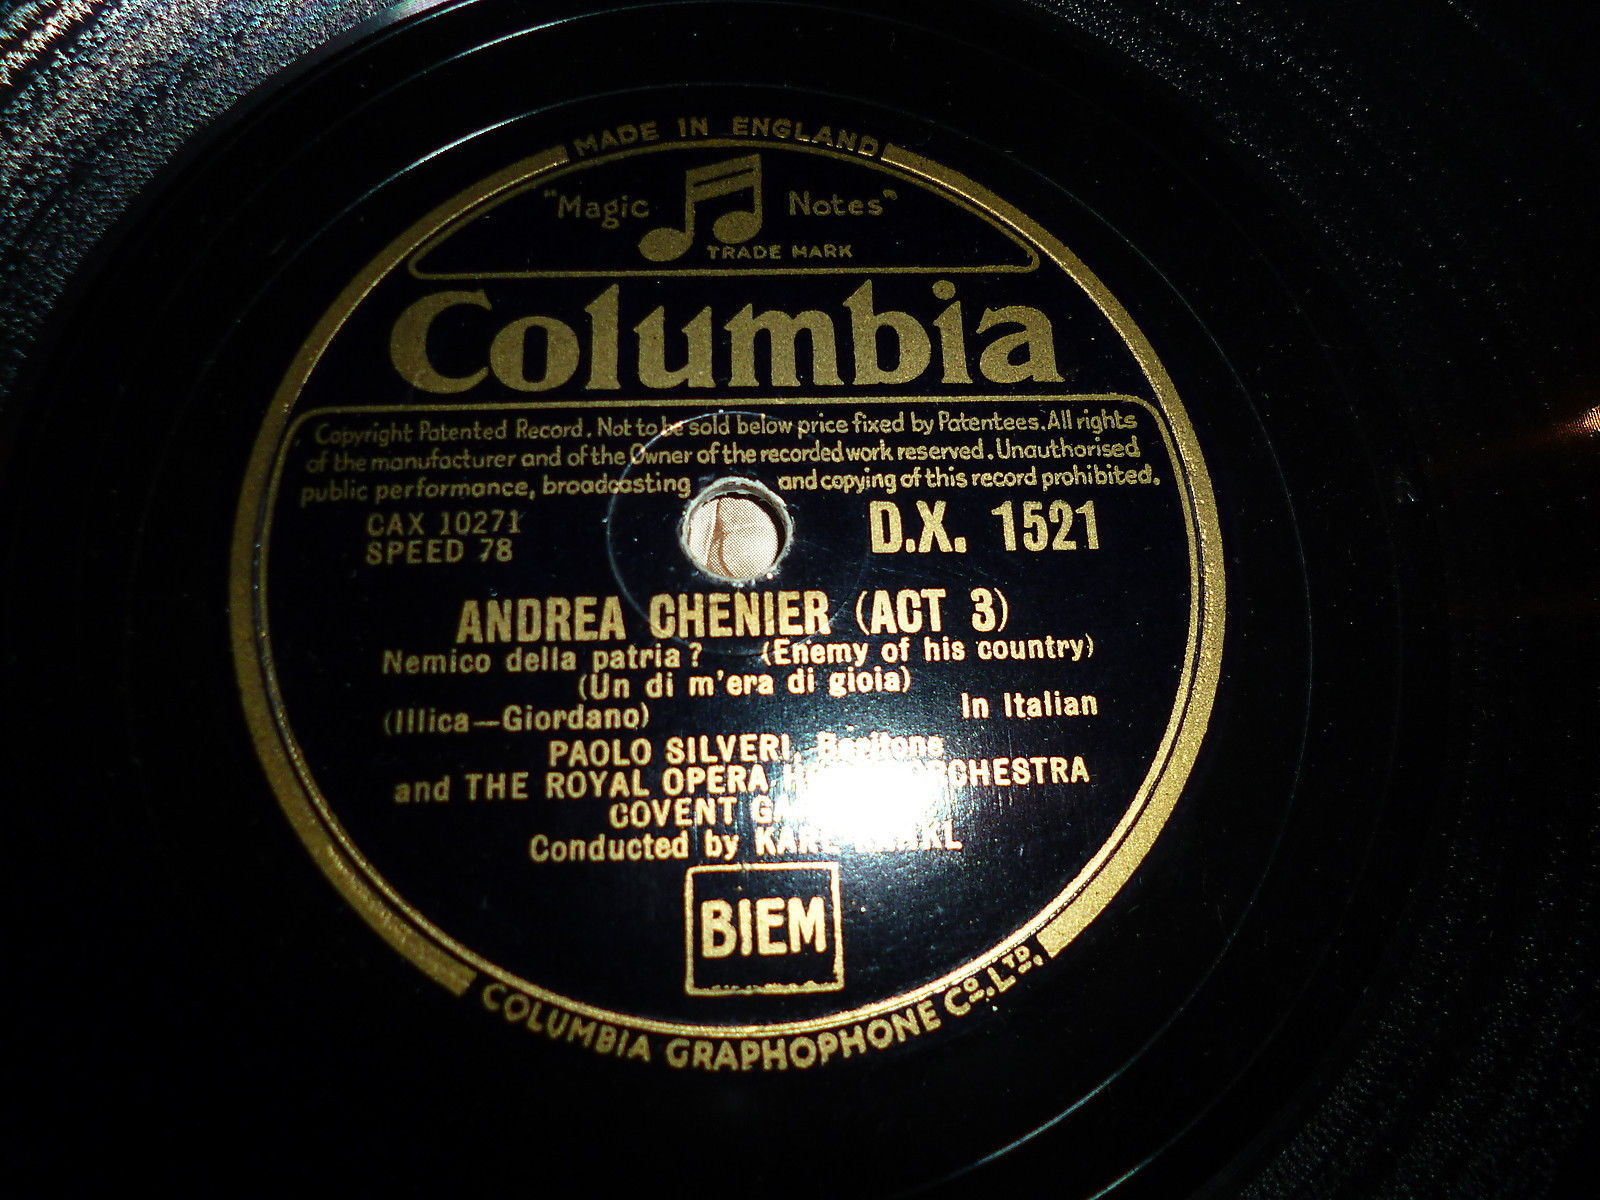 MADE IN ENGLAND
"Magic Notes"
TRADE MARK
Columbia
Copyright Patented Record. Not to be sold below price fixed by Patentees. All rights
of the manufacturer and of the Owner of the recorded work reserved. Unauthorised
public performance, broadcasting and copying of this record prohibited.
CAX 10271
SPEED 78
D.X. 1521
ANDREA CHENIER (ACT 3)
Nemico della patria? (Enemy of his country)
(Un di m'era di gioia)
(Illica—Giordano) In Italian
PAOLO SILVERI, Baritone
and THE ROYAL OPERA ORCHESTRA
COVENT
Conducted by KARL RANKL
BIEM
COLUMBIA GRAPHOPHONE Co. LTD.